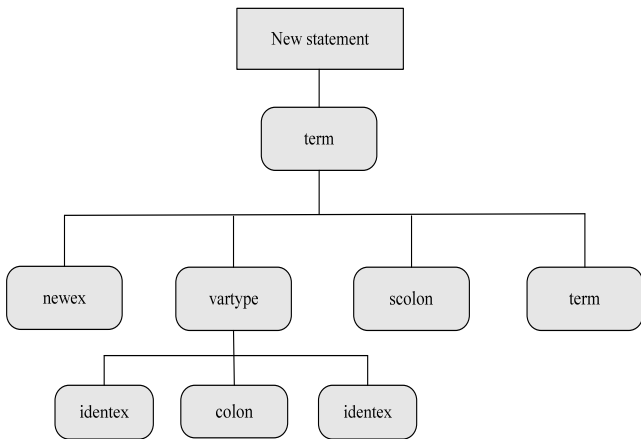 New statement
term
newex
vartype
scolon
term
identex
colon
identex